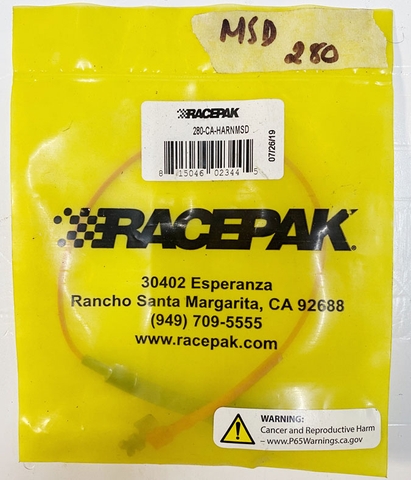 MSD
280
RACEPAK
280-CA-HARNMSD
07/26/19
8 15046 02344 5
RACEPAK
30402 Esperanza
Rancho Santa Margarita, CA 92688
(949) 709-5555
www.racepak.com
WARNING:
Cancer and Reproductive Harm
– www.P65Warnings.ca.gov